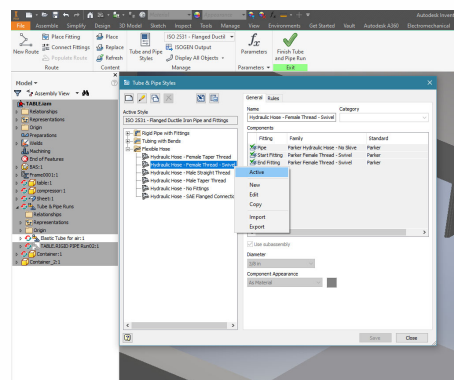 Autodesk Invent
File Assemble Simplify Design 3D Model Sketch Inspect Tools Manage View Environments Get Started Vault Autodesk A360 Electromechanical
New Route
Place Fitting
Connect Fittings
Populate Route
Route
Place
Replace
Refresh
Content
Tube and Pipe Styles
ISO 2531 - Flanged Ductil
ISOGEN Output
Display All Objects
Manage
Parameters
Parameters
Finish Tube and Pipe Run
Exit
Model
Assembly View
TABLE.iam
Relationships
Representations
Origin
BIM Preparations
Welds
Machining
End of Features
BAS:1
Frame0001:1
table:1
compressor:1
Sheet:1
Tube & Pipe Runs
Relationships
Representations
Origin
Elastic Tube for air:1
TABLE.RIGID PIPE Run02:1
Container:1
Container_2:1
Tube & Pipe Styles
Active Style
ISO 2531 - Flanged Ductile Iron Pipe and Fittings
Rigid Pipe with Fittings
Tubing with Bends
Flexible Hose
Hydraulic Hose - Female Taper Thread
Hydraulic Hose - Female Thread - Swivel
Hydraulic Hose - Male Straight Thread
Hydraulic Hose - Male Taper Thread
Hydraulic Hose - No Fittings
Hydraulic Hose - SAE Flanged Connectio
General Rules
Name Category
Hydraulic Hose - Female Thread - Swivel
Components
Fitting Family Standard
Pipe Parker Hydraulic Hose - No Skive Parker
Start Fitting Parker Female Thread - Swivel Parker
End Fitting Parker Female Thread - Swivel Parker
Active
New
Edit
Copy
Import
Export
Use subassembly
Diameter
Component Appearance
As Material
Save Close